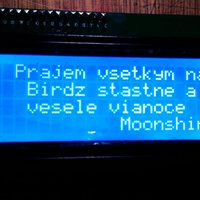 Prajem vsetkym na
Birdz stastne a
vesele vianoce
Moonshin